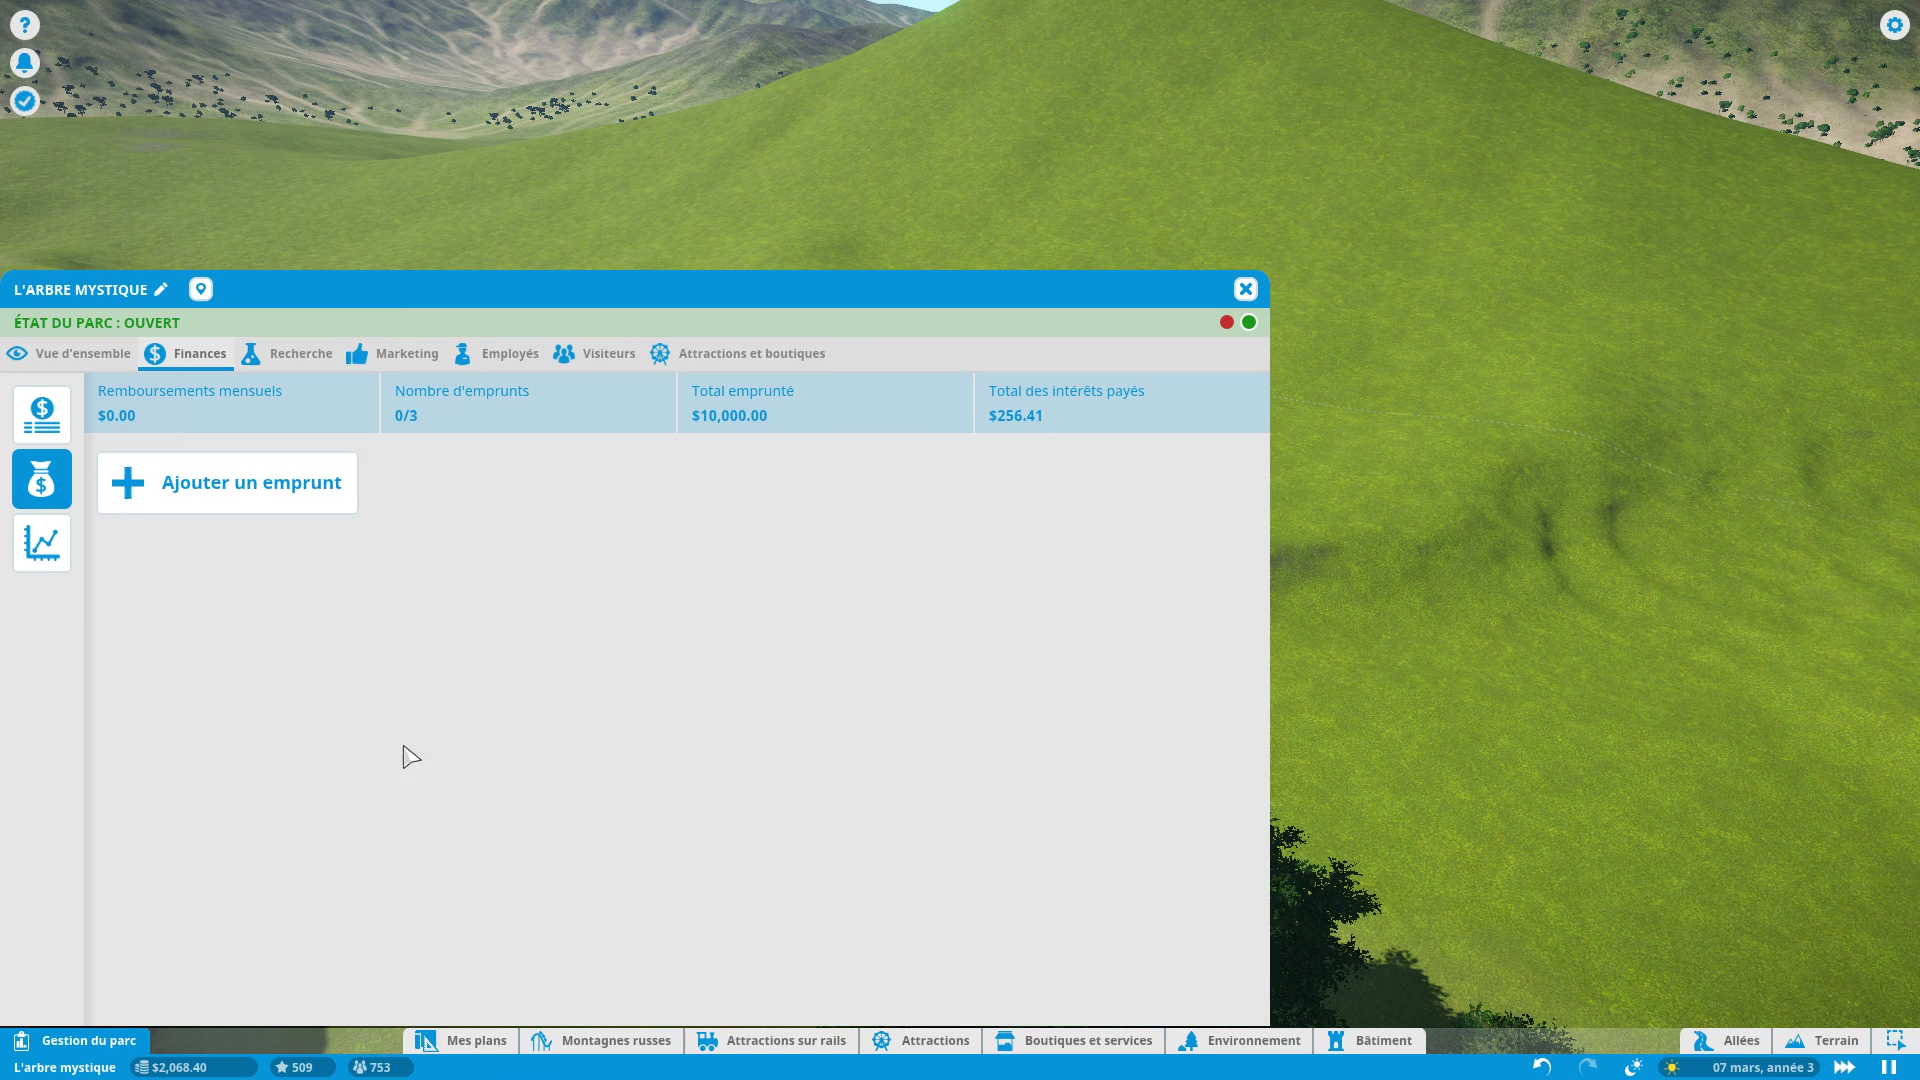 L'ARBRE MYSTIQUE
ÉTAT DU PARC : OUVERT
Vue d'ensemble
Finances
Recherche
Marketing
Employés
Visiteurs
Attractions et boutiques
Remboursements mensuels
$0.00
Nombre d'emprunts
0/3
Total emprunté
$10,000.00
Total des intérêts payés
$256.41
Ajouter un emprunt
Gestion du parc
Mes plans
Montagnes russes
Attractions sur rails
Attractions
Boutiques et services
Environnement
Bâtiment
Allées
Terrain
L'arbre mystique
$2,068.40
509
753
07 mars, année 3